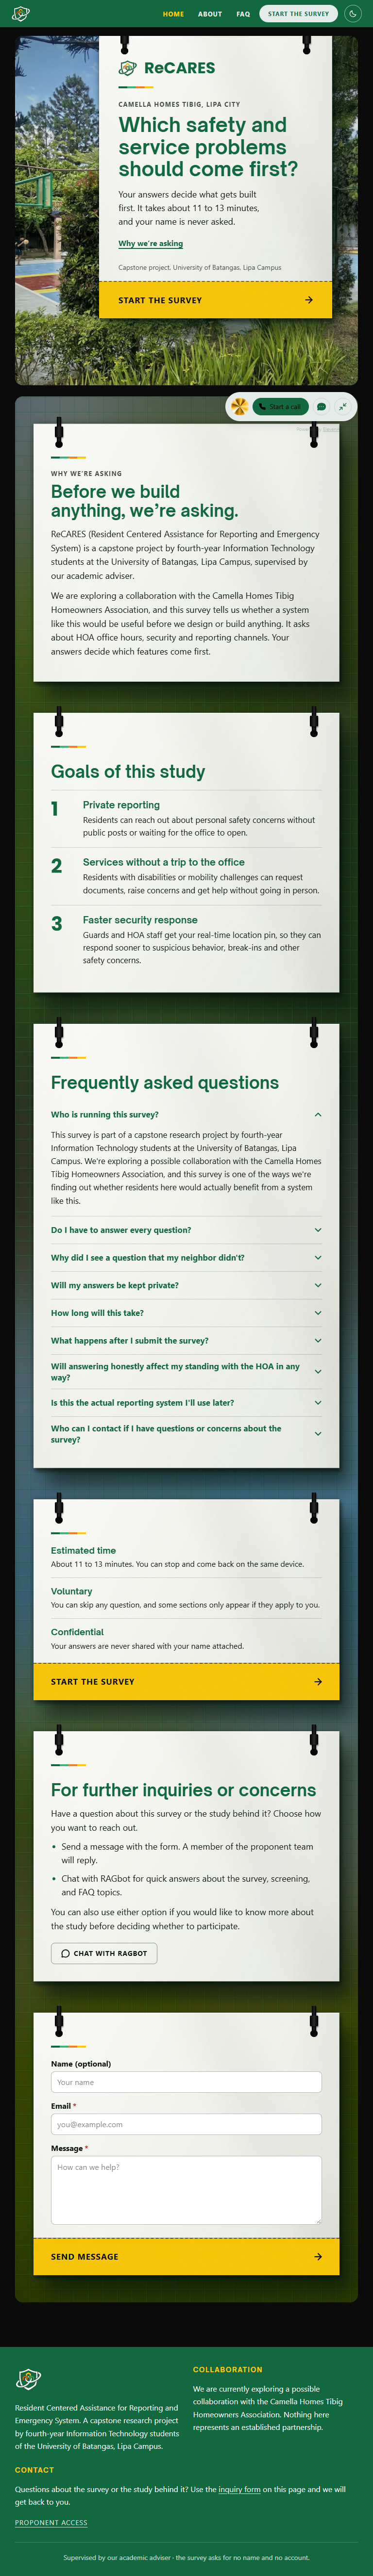 HOME ABOUT FAQ START THE SURVEY
ReCARES
CAMELLA HOMES TIBIG, LIPA CITY
Which safety and
service problems
should come first?
Your answers decide what gets built
first. It takes about 11 to 13 minutes,
and your name is never asked.
Why we're asking
Capstone project, University of Batangas, Lipa Campus
START THE SURVEY
Start a call
WHY WE'RE ASKING
Before we build
anything, we're asking.
ReCARES (Resident Centered Assistance for Reporting and Emergency
System) is a capstone project by fourth-year Information Technology
students at the University of Batangas, Lipa Campus, supervised by
our academic adviser.
We are exploring a collaboration with the Camella Homes Tibig
Homeowners Association, and this survey tells us whether a system
like this would be useful before we design or build anything. It asks
about HOA office hours, security and reporting channels. Your
answers decide which features come first.
Goals of this study
1
Private reporting
Residents can reach out about personal safety concerns without
public posts or waiting for the office to open.
2
Services without a trip to the office
Residents with disabilities or mobility challenges can request
documents, raise concerns and get help without going in person.
3
Faster security response
Guards and HOA staff get your real-time location pin, so they can
respond sooner to suspicious behavior, break-ins and other
safety concerns.
Frequently asked questions
Who is running this survey?
This survey is part of a capstone research project by fourth-year
Information Technology students at the University of Batangas, Lipa
Campus. We're exploring a possible collaboration with the Camella Homes
Tibig Homeowners Association, and this survey is one of the ways we're
finding out whether residents here would actually benefit from a system
like this.
Do I have to answer every question?
Why did I see a question that my neighbor didn't?
Will my answers be kept private?
How long will this take?
What happens after I submit the survey?
Will answering honestly affect my standing with the HOA in any
way?
Is this the actual reporting system I'll use later?
Who can I contact if I have questions or concerns about the
survey?
Estimated time
About 11 to 13 minutes. You can stop and come back on the same device.
Voluntary
You can skip any question, and some sections only appear if they apply to you.
Confidential
Your answers are never shared with your name attached.
START THE SURVEY
For further inquiries or concerns
Have a question about this survey or the study behind it? Choose how
you want to reach out.
• Send a message with the form. A member of the proponent team
will reply.
• Chat with RAGbot for quick answers about the survey, screening,
and FAQ topics.
You can also use either option if you would like to know more about
the study before deciding whether to participate.
CHAT WITH RAGBOT
Name (optional)
Your name
Email *
you@example.com
Message *
How can we help?
SEND MESSAGE
Resident Centered Assistance for Reporting and
Emergency System. A capstone research project
by fourth-year Information Technology students
of the University of Batangas, Lipa Campus.
COLLABORATION
We are currently exploring a possible
collaboration with the Camella Homes Tibig
Homeowners Association. Nothing here
represents an established partnership.
CONTACT
Questions about the survey or the study behind it? Use the inquiry form on this page and we will
get back to you.
PROPONENT ACCESS
Supervised by our academic adviser · the survey asks for no name and no account.